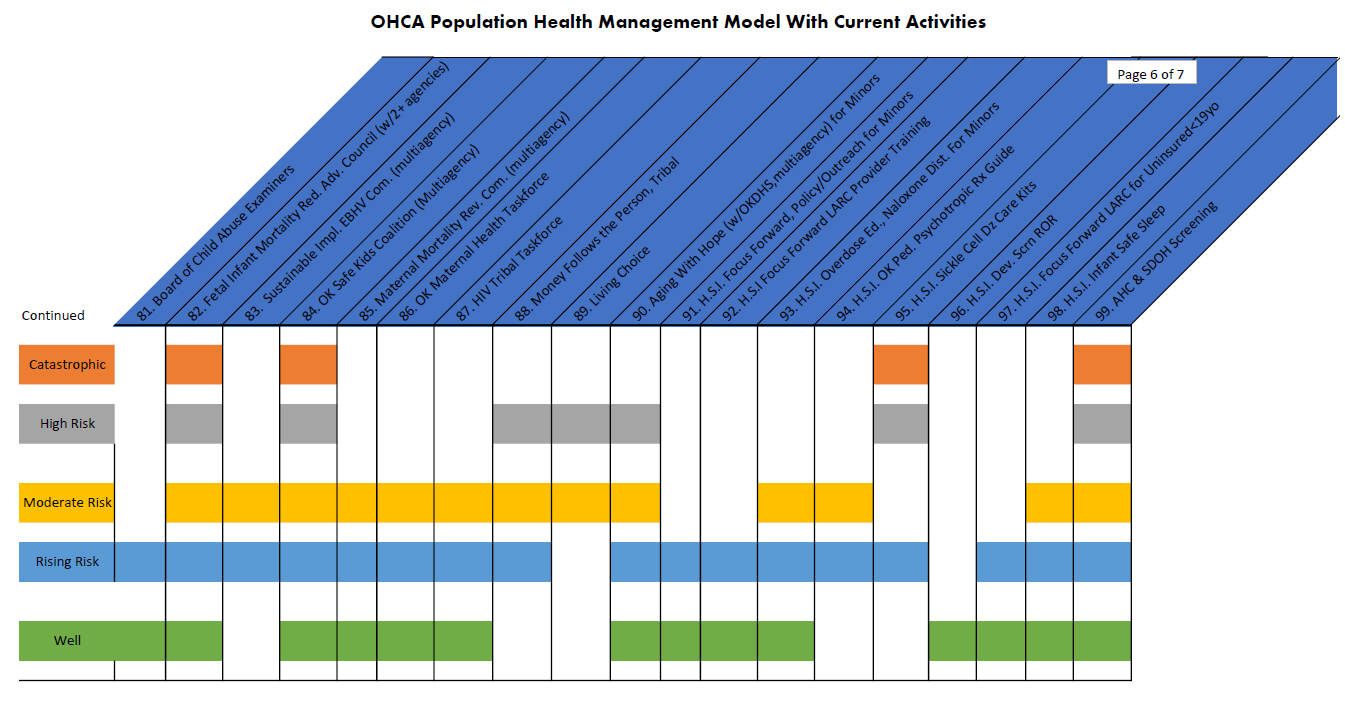 OHCA Population Health Management Model With Current Activities
Page 6 of 7
81. Board of Child Abuse Examiners
82. Fetal Infant Mortality Red. Adv. Council (w/2+ agencies)
83. Sustainable Impl. EBHV Com. (multiagency)
84. OK Safe Kids Coalition (Multiagency)
85. Maternal Mortality Rev. Com. (multiagency)
86. OK Maternal Health Taskforce
87. HIV Tribal Taskforce
88. Money Follows the Person, Tribal
89. Living Choice
90. Aging With Hope (w/OKDHS,multiagency) for Minors
91. H.S.I. Focus Forward, Policy/Outreach for Minors
92. H.S.I Focus Forward LARC Provider Training
93. H.S.I. Overdose Ed., Naloxone Dist. For Minors
94. H.S.I. OK Ped. Psychotropic Rx Guide
95. H.S.I. Sickle Cell Dz Care Kits
96. H.S.I. Dev. Scrn ROR
97. H.S.I. Focus Forward LARC for Uninsured<19yo
98. H.S.I. Infant Safe Sleep
99. AHC & SDOH Screening
Continued
Catastrophic
High Risk
Moderate Risk
Rising Risk
Well